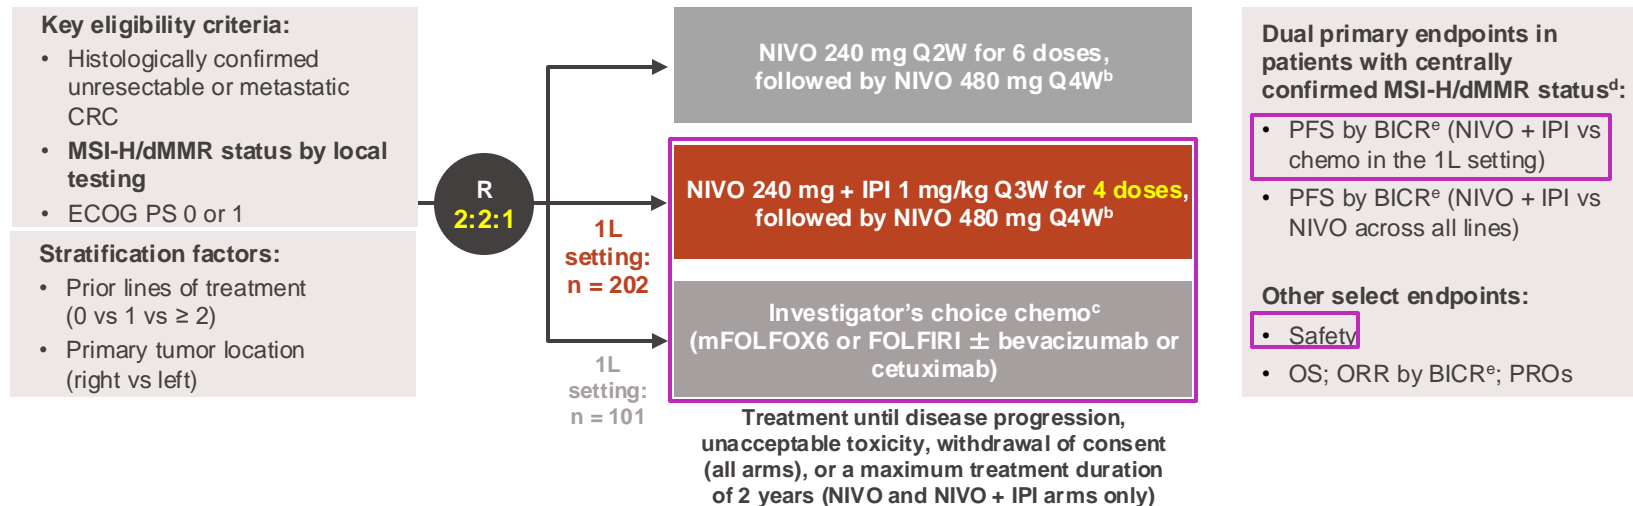 Key eligibility criteria:
• Histologically confirmed
unresectable or metastatic
CRC
• MSI-H/dMMR status by local
testing
• ECOG PS 0 or 1
Stratification factors:
• Prior lines of treatment
(0 vs 1 vs ≥ 2)
• Primary tumor location
(right vs left)
R
2:2:1
NIVO 240 mg Q2W for 6 doses,
followed by NIVO 480 mg Q4Wᵇ
1L
setting:
n = 202
NIVO 240 mg + IPI 1 mg/kg Q3W for 4 doses,
followed by NIVO 480 mg Q4Wᵇ
1L
setting:
n = 101
Investigator's choice chemoᶜ
(mFOLFOX6 or FOLFIRI ± bevacizumab or
cetuximab)
Treatment until disease progression,
unacceptable toxicity, withdrawal of consent
(all arms), or a maximum treatment duration
of 2 years (NIVO and NIVO + IPI arms only)
Dual primary endpoints in
patients with centrally
confirmed MSI-H/dMMR statusᵈ:
• PFS by BICRᵉ (NIVO + IPI vs
chemo in the 1L setting)
• PFS by BICRᵉ (NIVO + IPI vs
NIVO across all lines)
Other select endpoints:
• Safety
• OS; ORR by BICRᵉ; PROs